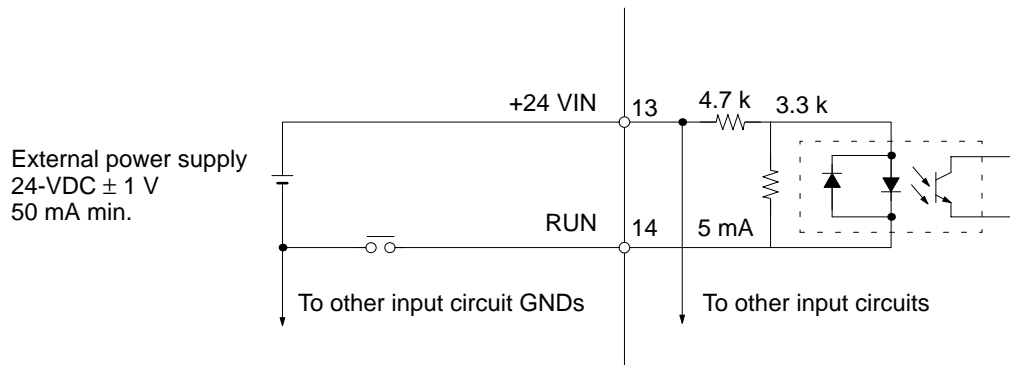 +24 VIN
13
4.7 k
3.3 k
External power supply
24-VDC ± 1 V
50 mA min.
RUN
14
5 mA
To other input circuit GNDs
To other input circuits